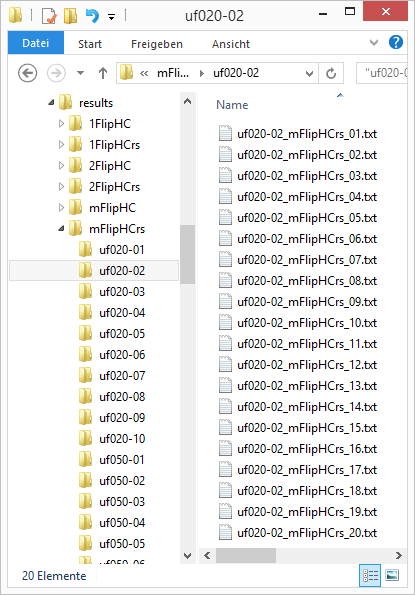 uf020-02
Datei Start Freigeben Ansicht
« mFli... uf020-02 "uf020-0
results
1FlipHC
1FlipHCrs
2FlipHC
2FlipHCrs
mFlipHC
mFlipHCrs
uf020-01
uf020-02
uf020-03
uf020-04
uf020-05
uf020-06
uf020-07
uf020-08
uf020-09
uf020-10
uf050-01
uf050-02
uf050-03
uf050-04
uf050-05
uf050-06
Name
uf020-02_mFlipHCrs_01.txt
uf020-02_mFlipHCrs_02.txt
uf020-02_mFlipHCrs_03.txt
uf020-02_mFlipHCrs_04.txt
uf020-02_mFlipHCrs_05.txt
uf020-02_mFlipHCrs_06.txt
uf020-02_mFlipHCrs_07.txt
uf020-02_mFlipHCrs_08.txt
uf020-02_mFlipHCrs_09.txt
uf020-02_mFlipHCrs_10.txt
uf020-02_mFlipHCrs_11.txt
uf020-02_mFlipHCrs_12.txt
uf020-02_mFlipHCrs_13.txt
uf020-02_mFlipHCrs_14.txt
uf020-02_mFlipHCrs_15.txt
uf020-02_mFlipHCrs_16.txt
uf020-02_mFlipHCrs_17.txt
uf020-02_mFlipHCrs_18.txt
uf020-02_mFlipHCrs_19.txt
uf020-02_mFlipHCrs_20.txt
20 Elemente